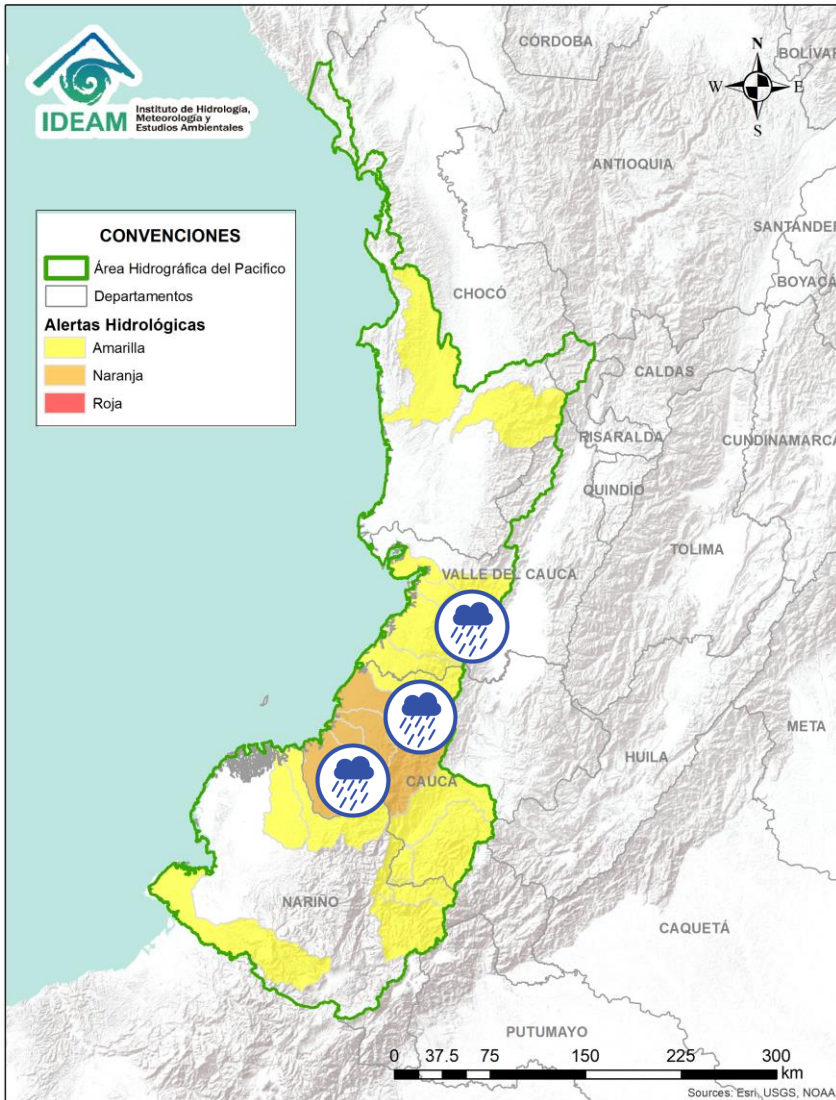 IDEAM
Instituto de Hidrología,
Meteorología y
Estudios Ambientales
CÓRDOBA
BOLÍVAR
N
W
E
S
ANTIOQUIA
SANTANDER
BOYACÁ
CONVENCIONES
Área Hidrográfica del Pacifico
Departamentos
Alertas Hidrológicas
Amarilla
Naranja
Roja
CHOCÓ
CALDAS
RISARALDA
CUNDINAMARCA
QUINDÍO
TOLIMA
VALLE DEL CAUCA
META
HUILA
CAUCA
NARIÑO
CAQUETÁ
PUTUMAYO
0 37.5 75 150 225 300
km
Sources: Esri, USGS, NOAA